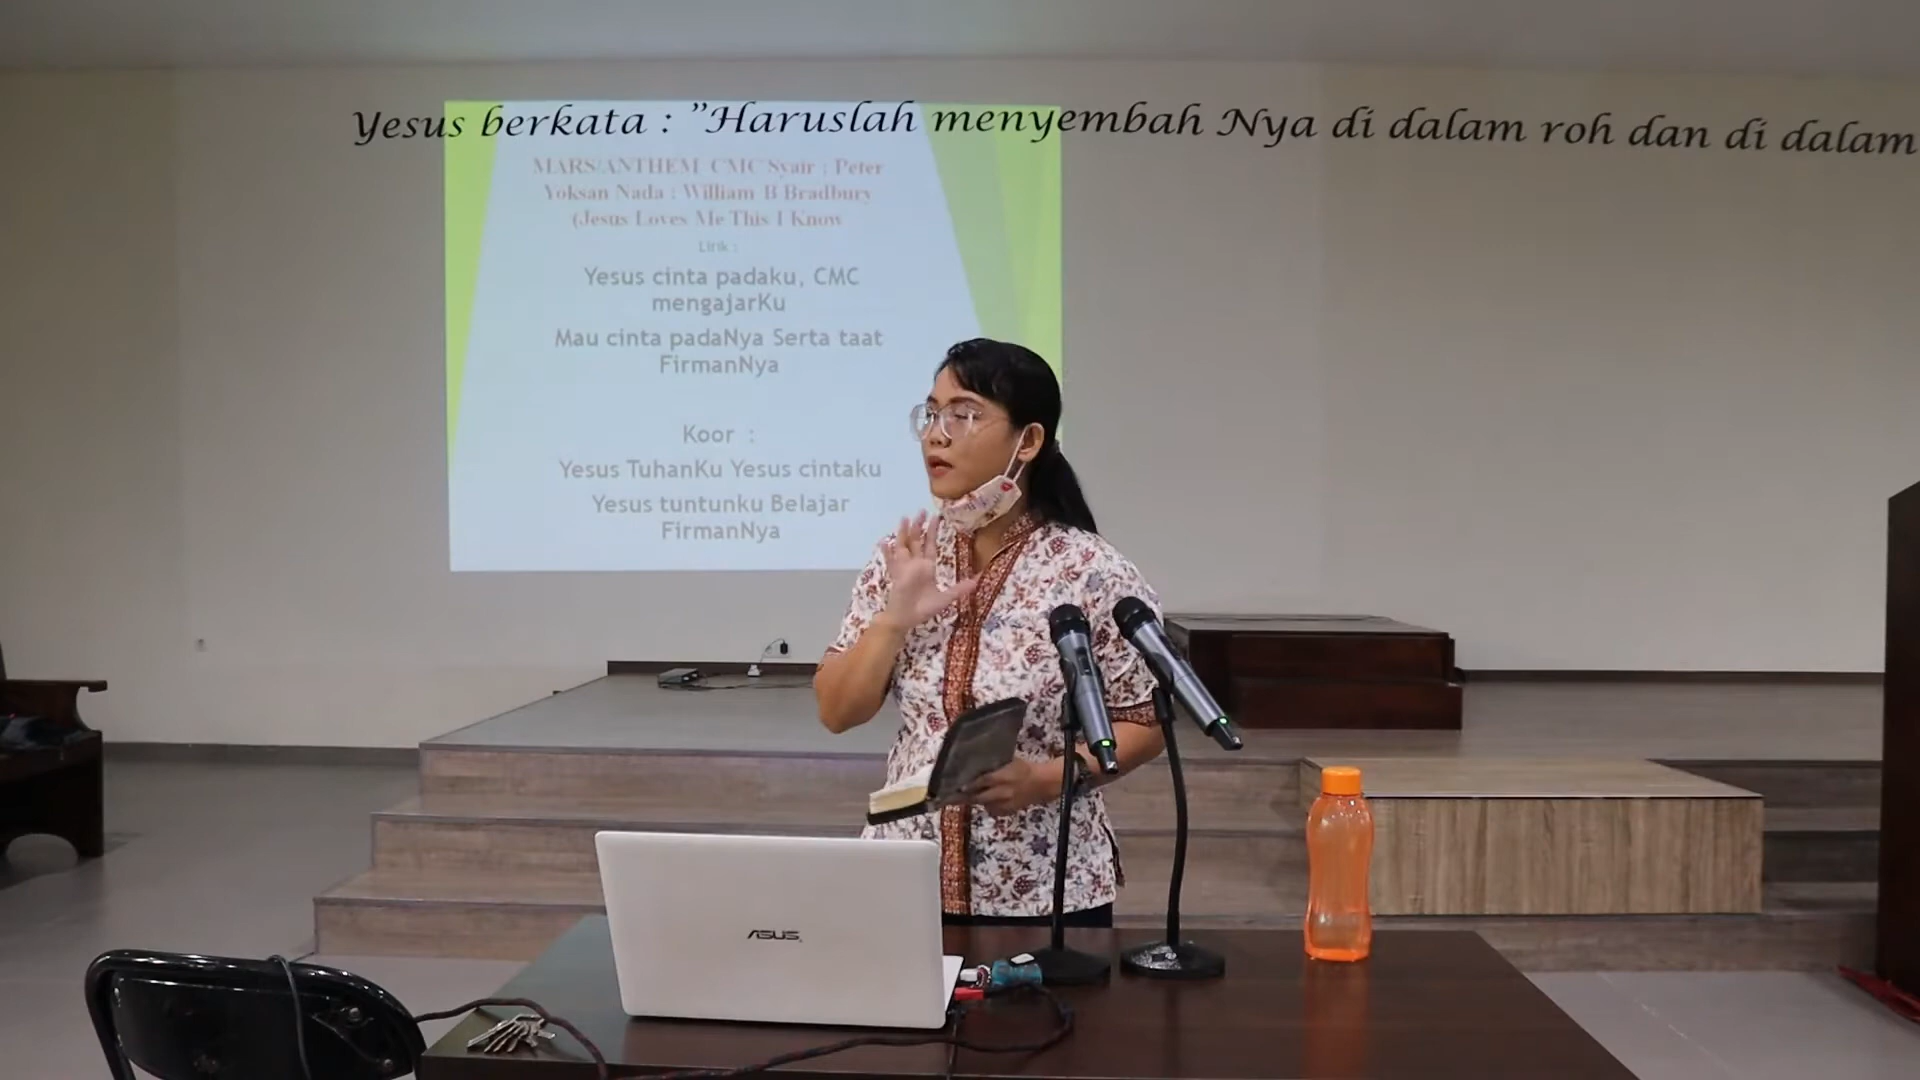 Yesus berkata : "Haruslah menyembah Nya di dalam roh dan di dalam
MARS/ANTHEM CMC Syair : Peter
Yoksan Nada : William B Bradbury
(Jesus Loves Me This I Know
Lirik :
Yesus cinta padaku, CMC
mengajarKu
Mau cinta padaNya Serta taat
FirmanNya
Koor :
Yesus TuhanKu Yesus cintaku
Yesus tuntunku Belajar
FirmanNya
ASUS